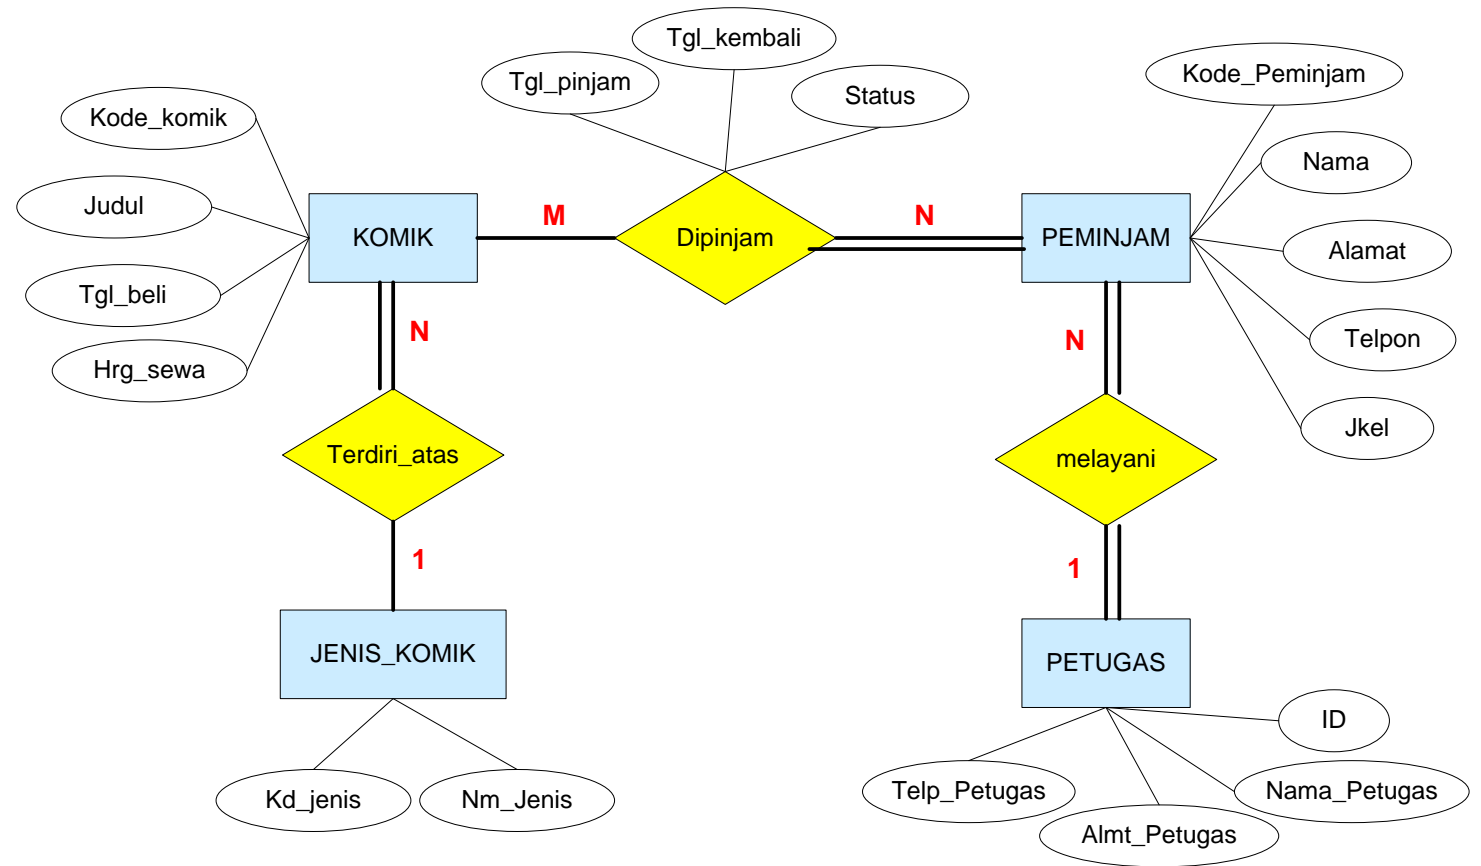 Tgl_kembali
Tgl_pinjam
Status
Kode_Peminjam
Kode_komik
Nama
Judul
KOMIK
M
Dipinjam
N
PEMINJAM
Alamat
Tgl_beli
N
N
Telpon
Hrg_sewa
Jkel
Terdiri_atas
melayani
1
1
JENIS_KOMIK
PETUGAS
ID
Kd_jenis
Nm_Jenis
Telp_Petugas
Nama_Petugas
Almt_Petugas